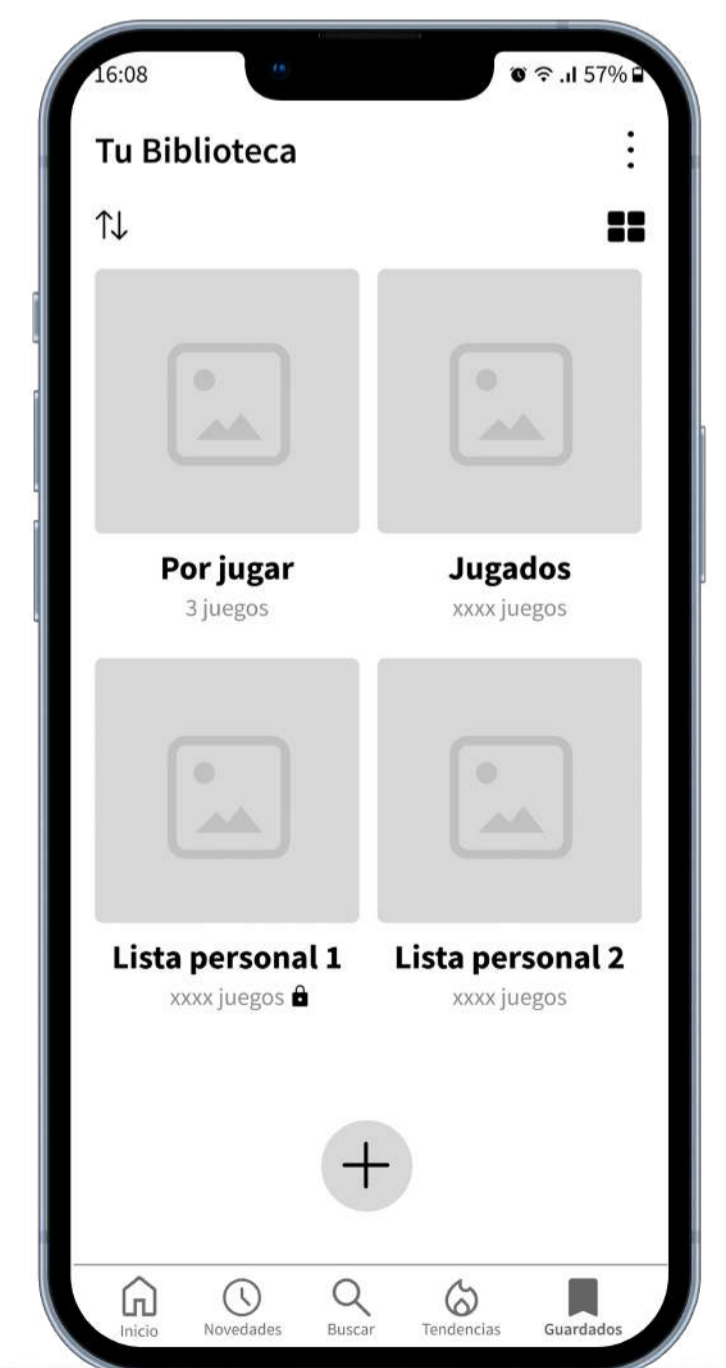 16:08
57%
Tu Biblioteca
Por jugar
Jugados
3 juegos
xxxx juegos
Lista personal 1
Lista personal 2
xxxx juegos
xxxx juegos
Inicio
Novedades
Buscar
Tendencias
Guardados